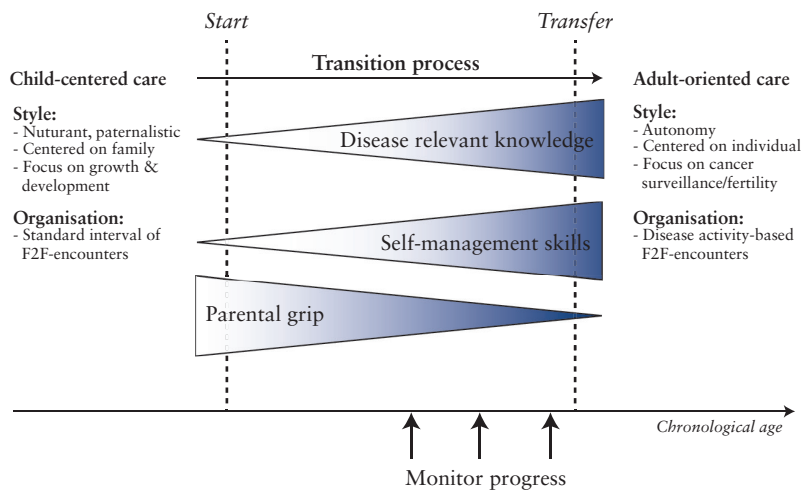 Start
Transfer
Transition process
Child-centered care
Style:
- Nuturant, paternalistic
- Centered on family
- Focus on growth &
development
Organisation:
- Standard interval of
F2F-encounters
Adult-oriented care
Style:
- Autonomy
- Centered on individual
- Focus on cancer
surveillance/fertility
Organisation:
- Disease activity-based
F2F-encounters
Disease relevant knowledge
Self-management skills
Parental grip
Chronological age
Monitor progress